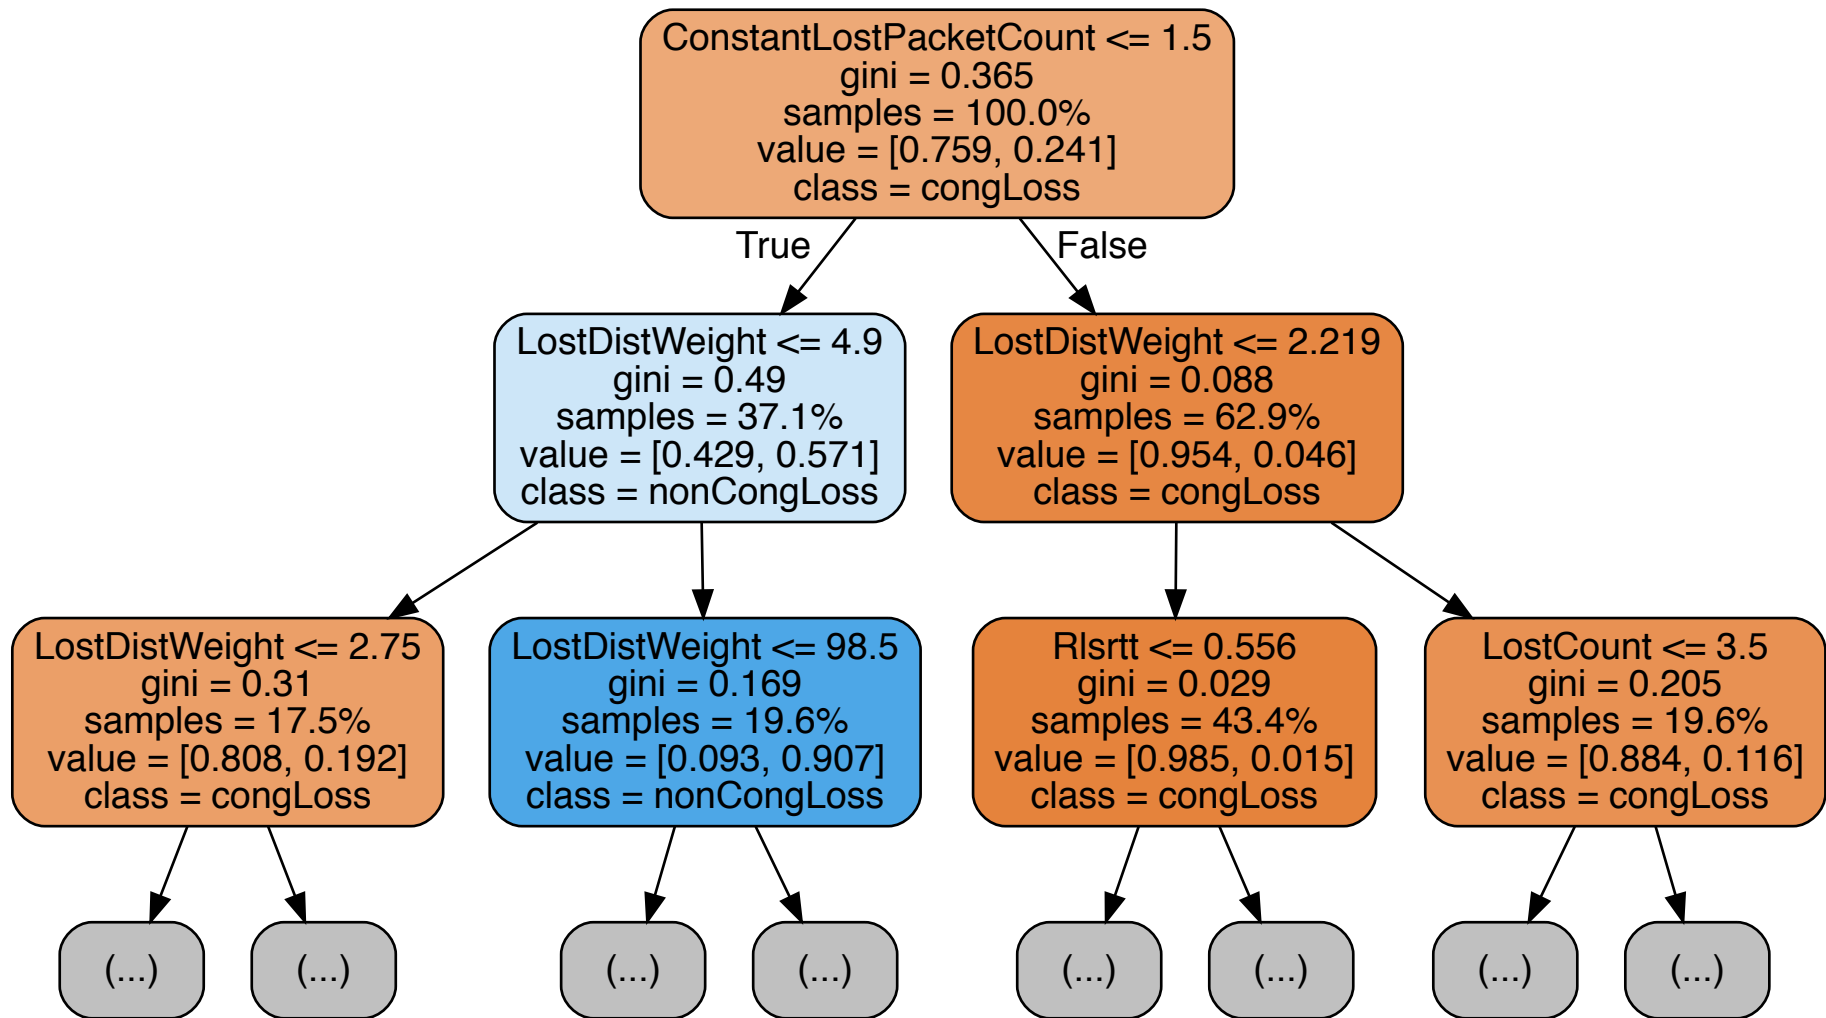 ConstantLostPacketCount <= 1.5
gini = 0.365
samples = 100.0%
value = [0.759, 0.241]
class = congLoss
True
False
LostDistWeight <= 4.9
gini = 0.49
samples = 37.1%
value = [0.429, 0.571]
class = nonCongLoss
LostDistWeight <= 2.219
gini = 0.088
samples = 62.9%
value = [0.954, 0.046]
class = congLoss
LostDistWeight <= 2.75
gini = 0.31
samples = 17.5%
value = [0.808, 0.192]
class = congLoss
LostDistWeight <= 98.5
gini = 0.169
samples = 19.6%
value = [0.093, 0.907]
class = nonCongLoss
Rlsrtt <= 0.556
gini = 0.029
samples = 43.4%
value = [0.985, 0.015]
class = congLoss
LostCount <= 3.5
gini = 0.205
samples = 19.6%
value = [0.884, 0.116]
class = congLoss
(...)
(...)
(...)
(...)
(...)
(...)
(...)
(...)